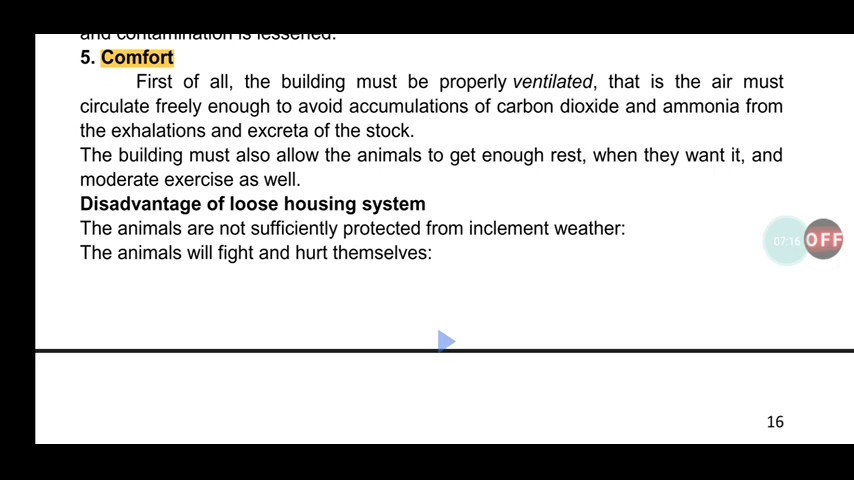 and contamination is lessened.
5. Comfort
First of all, the building must be properly ventilated, that is the air must
circulate freely enough to avoid accumulations of carbon dioxide and ammonia from
the exhalations and excreta of the stock.
The building must also allow the animals to get enough rest, when they want it, and
moderate exercise as well.
Disadvantage of loose housing system
The animals are not sufficiently protected from inclement weather:
07:16 OFF
The animals will fight and hurt themselves:
16